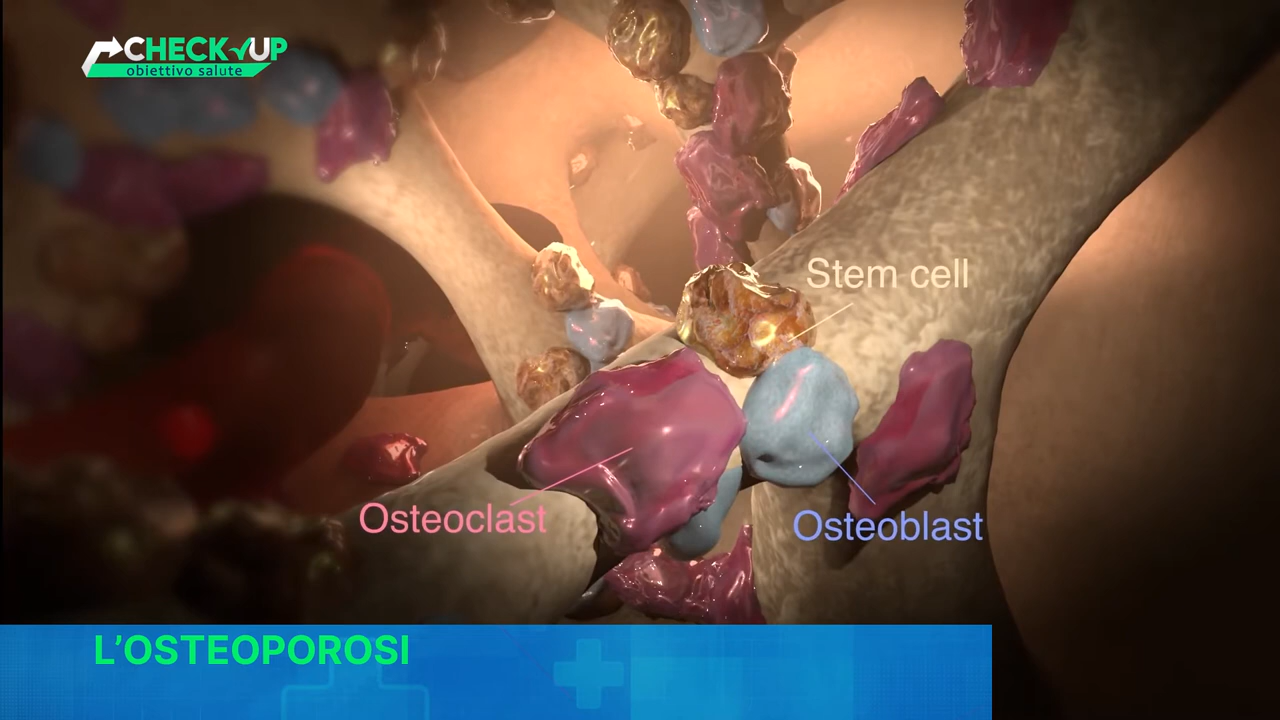 CHECK✓UP
obiettivo salute
Stem cell
Osteoclast
Osteoblast
L'OSTEOPOROSI